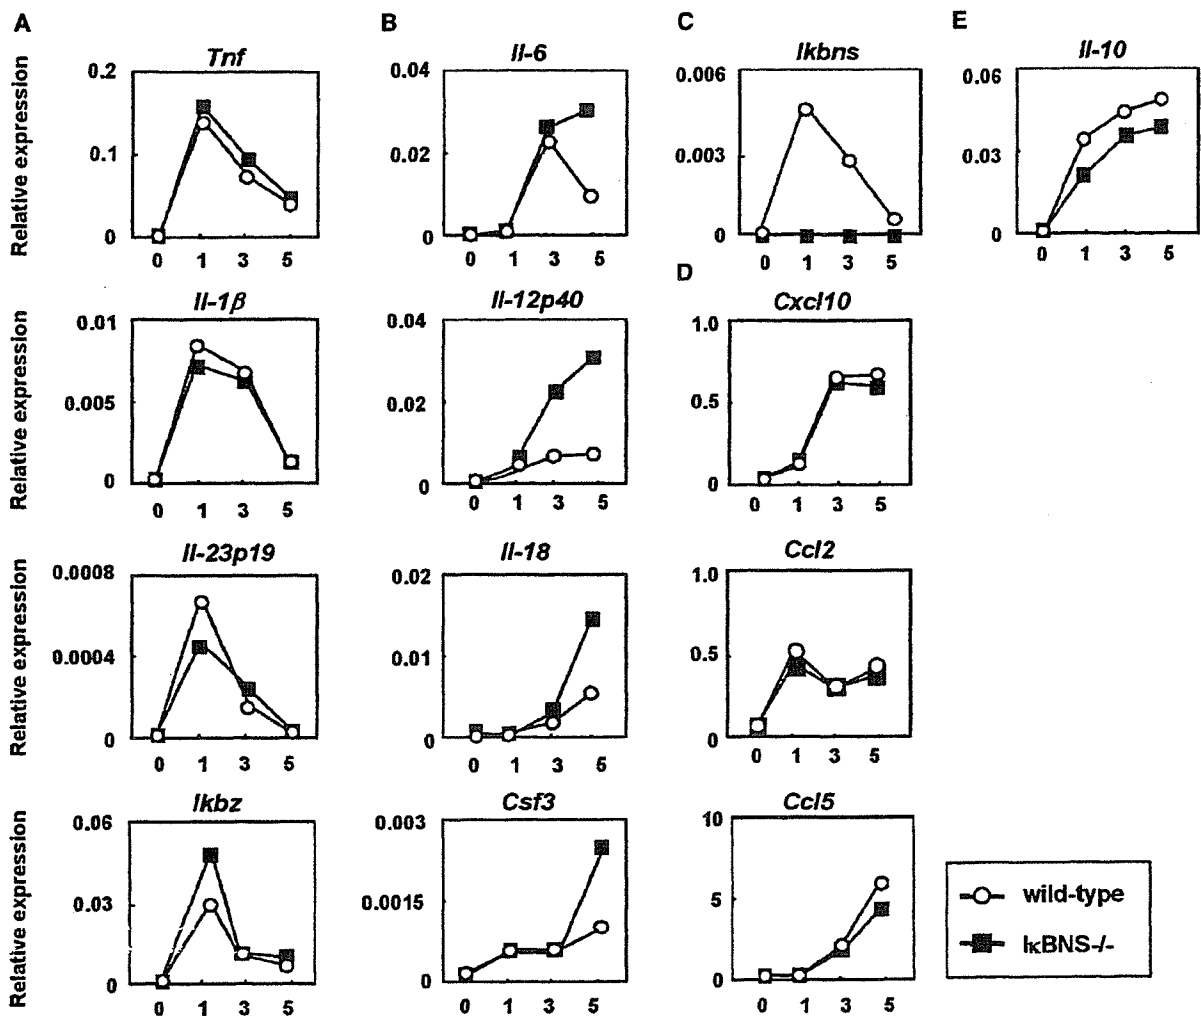 A
B
C
E
Tnf
Il-6
Ikbns
Il-10
Relative expression
0.2
0.1
0
0 1 3 5
0.04
0.02
0
0 1 3 5
0.006
0.003
0
0 1 3 5
0.06
0.03
0
0 1 3 5
D
Il-1β
Il-12p40
Cxcl10
Relative expression
0.01
0.005
0
0 1 3 5
0.04
0.02
0
0 1 3 5
1.0
0.5
0
0 1 3 5
Il-23p19
Il-18
Ccl2
Relative expression
0.0008
0.0004
0
0 1 3 5
0.02
0.01
0
0 1 3 5
1.0
0.5
0
0 1 3 5
Ikbz
Csf3
Ccl5
Relative expression
0.06
0.03
0
0 1 3 5
0.003
0.0015
0
0 1 3 5
10
5
0
0 1 3 5
wild-type
IκBNS-/-